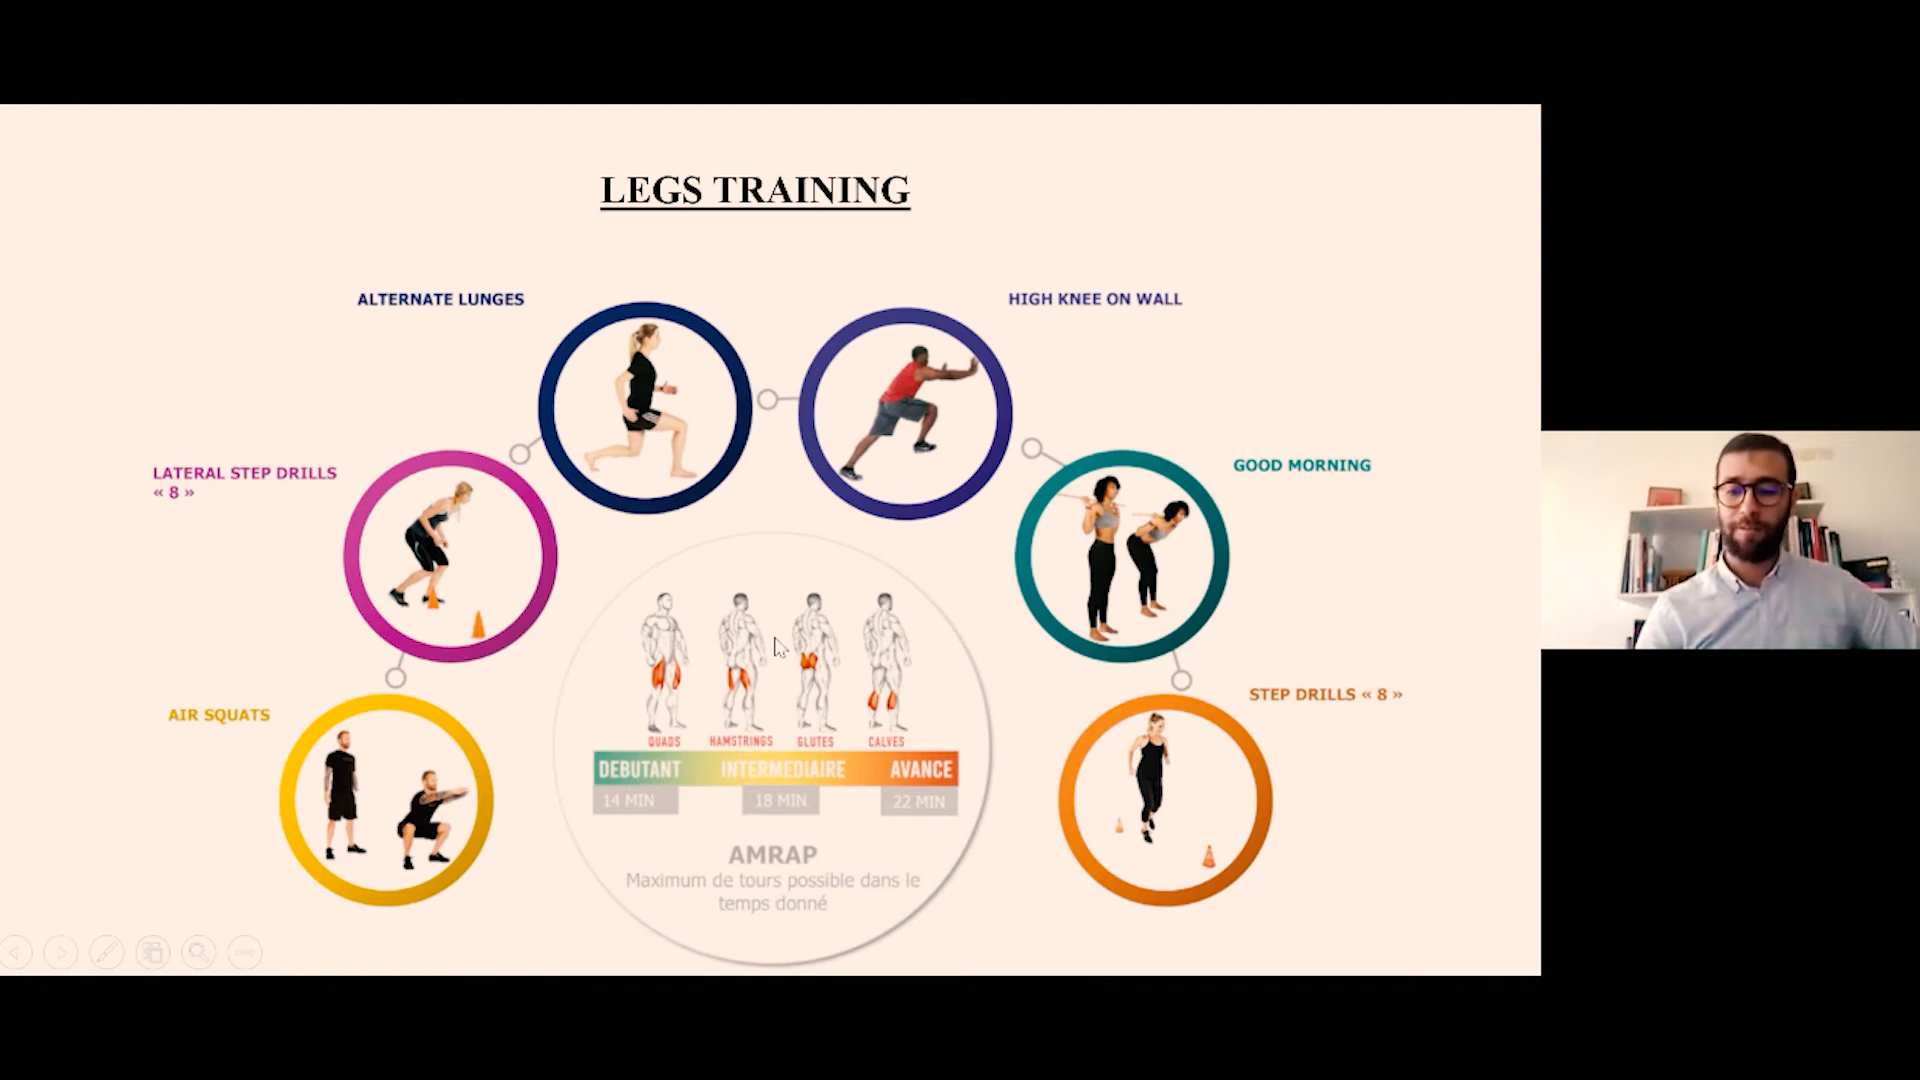 LEGS TRAINING
ALTERNATE LUNGES
HIGH KNEE ON WALL
LATERAL STEP DRILLS
« 8 »
GOOD MORNING
AIR SQUATS
STEP DRILLS « 8 »
QUADS HAMSTRINGS GLUTES CALVES
DEBUTANT INTERMEDIAIRE AVANCE
14 MIN 18 MIN 22 MIN
AMRAP
Maximum de tours possible dans le
temps donné